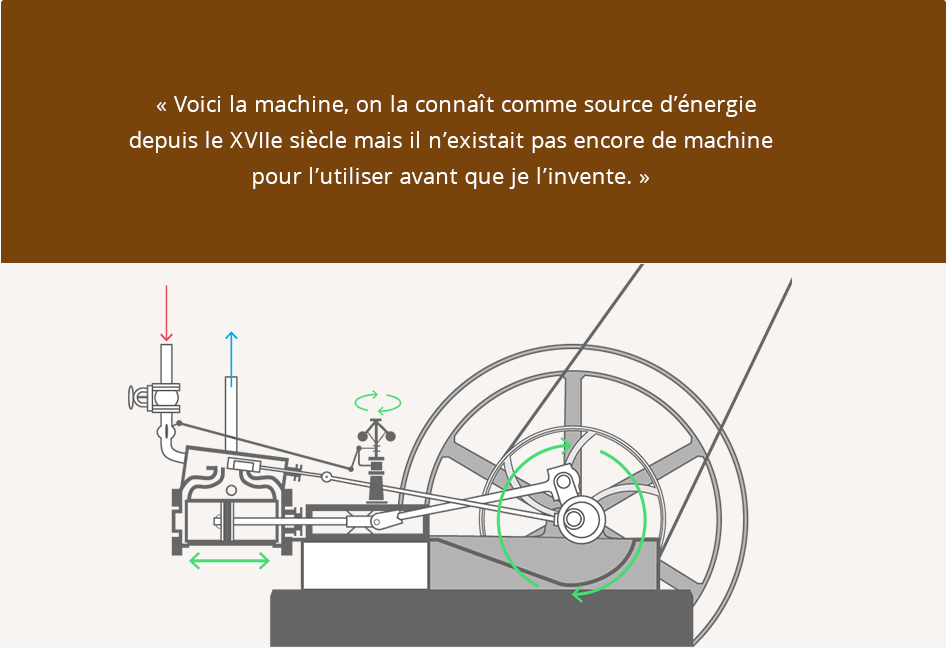 « Voici la machine, on la connaît comme source d’énergie
depuis le XVIIe siècle mais il n’existait pas encore de machine
pour l’utiliser avant que je l’invente. »